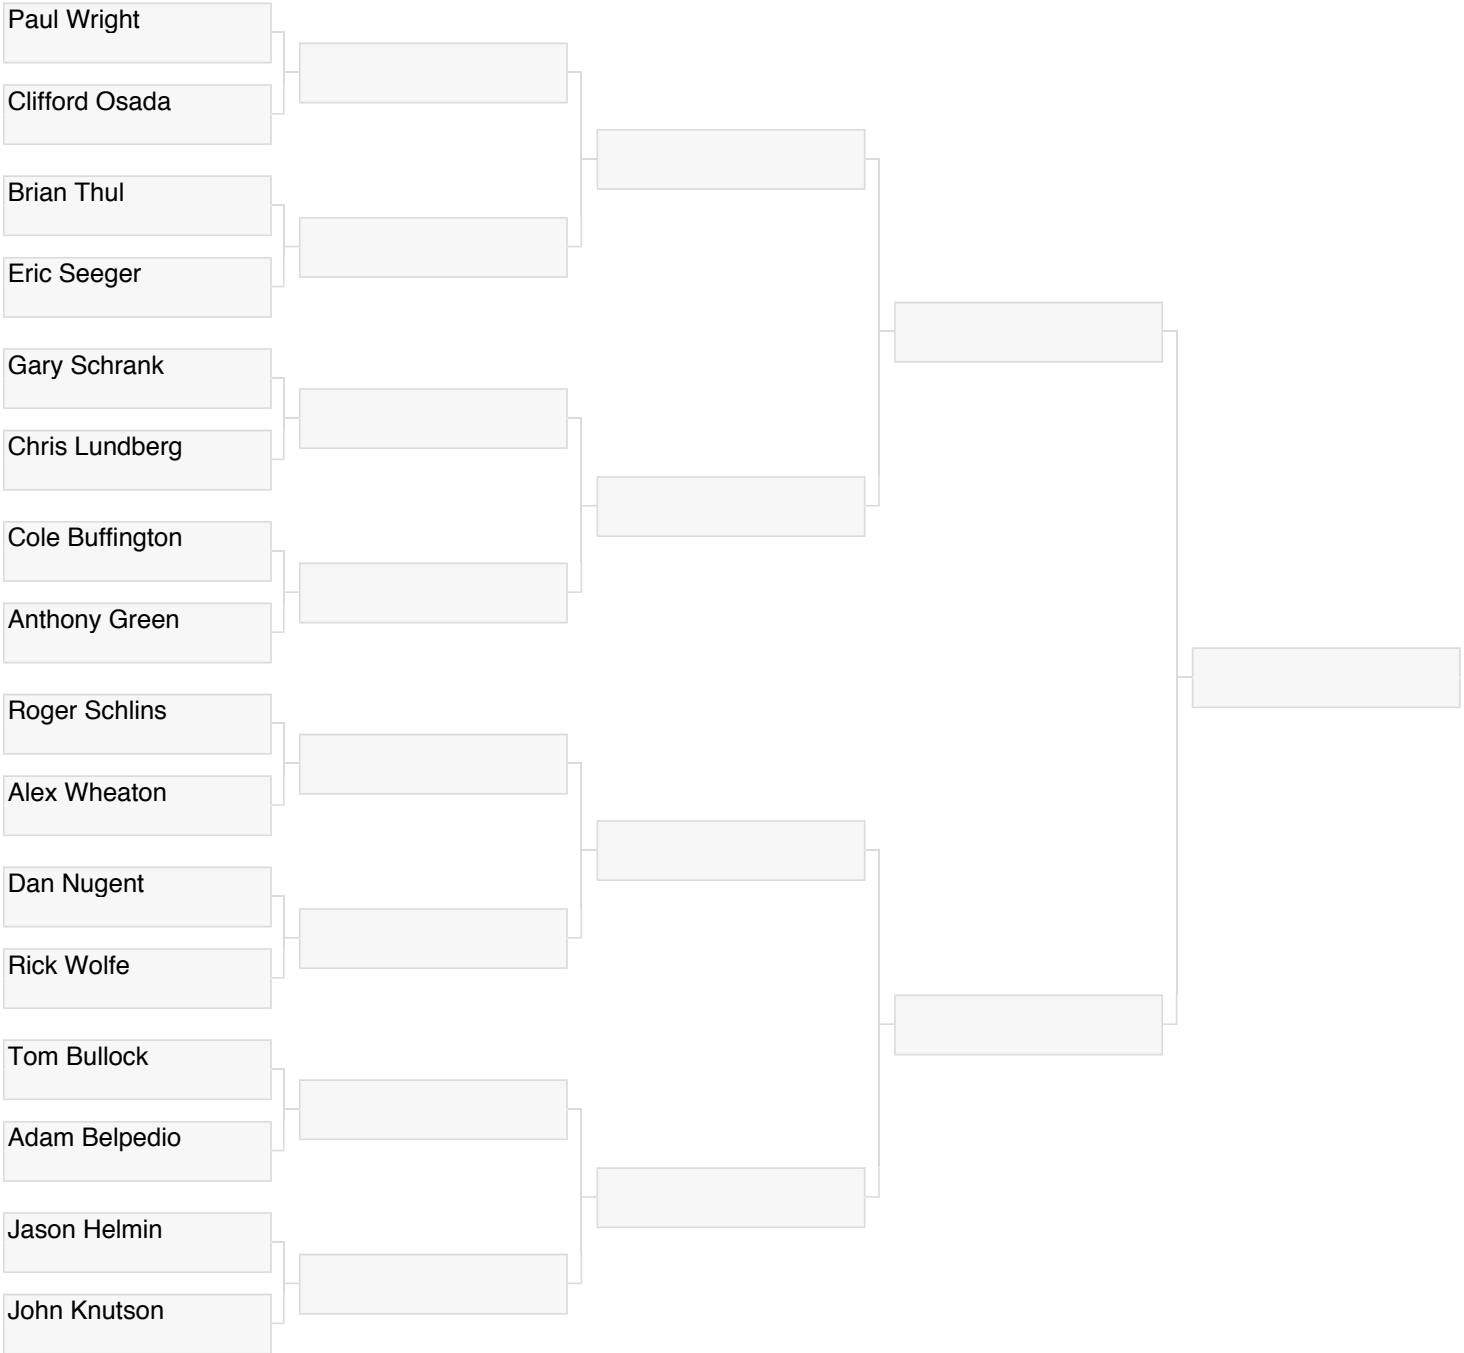 Paul Wright
Clifford Osada
Brian Thul
Eric Seeger
Gary Schrank
Chris Lundberg
Cole Buffington
Anthony Green
Roger Schlins
Alex Wheaton
Dan Nugent
Rick Wolfe
Tom Bullock
Adam Belpedio
Jason Helmin
John Knutson